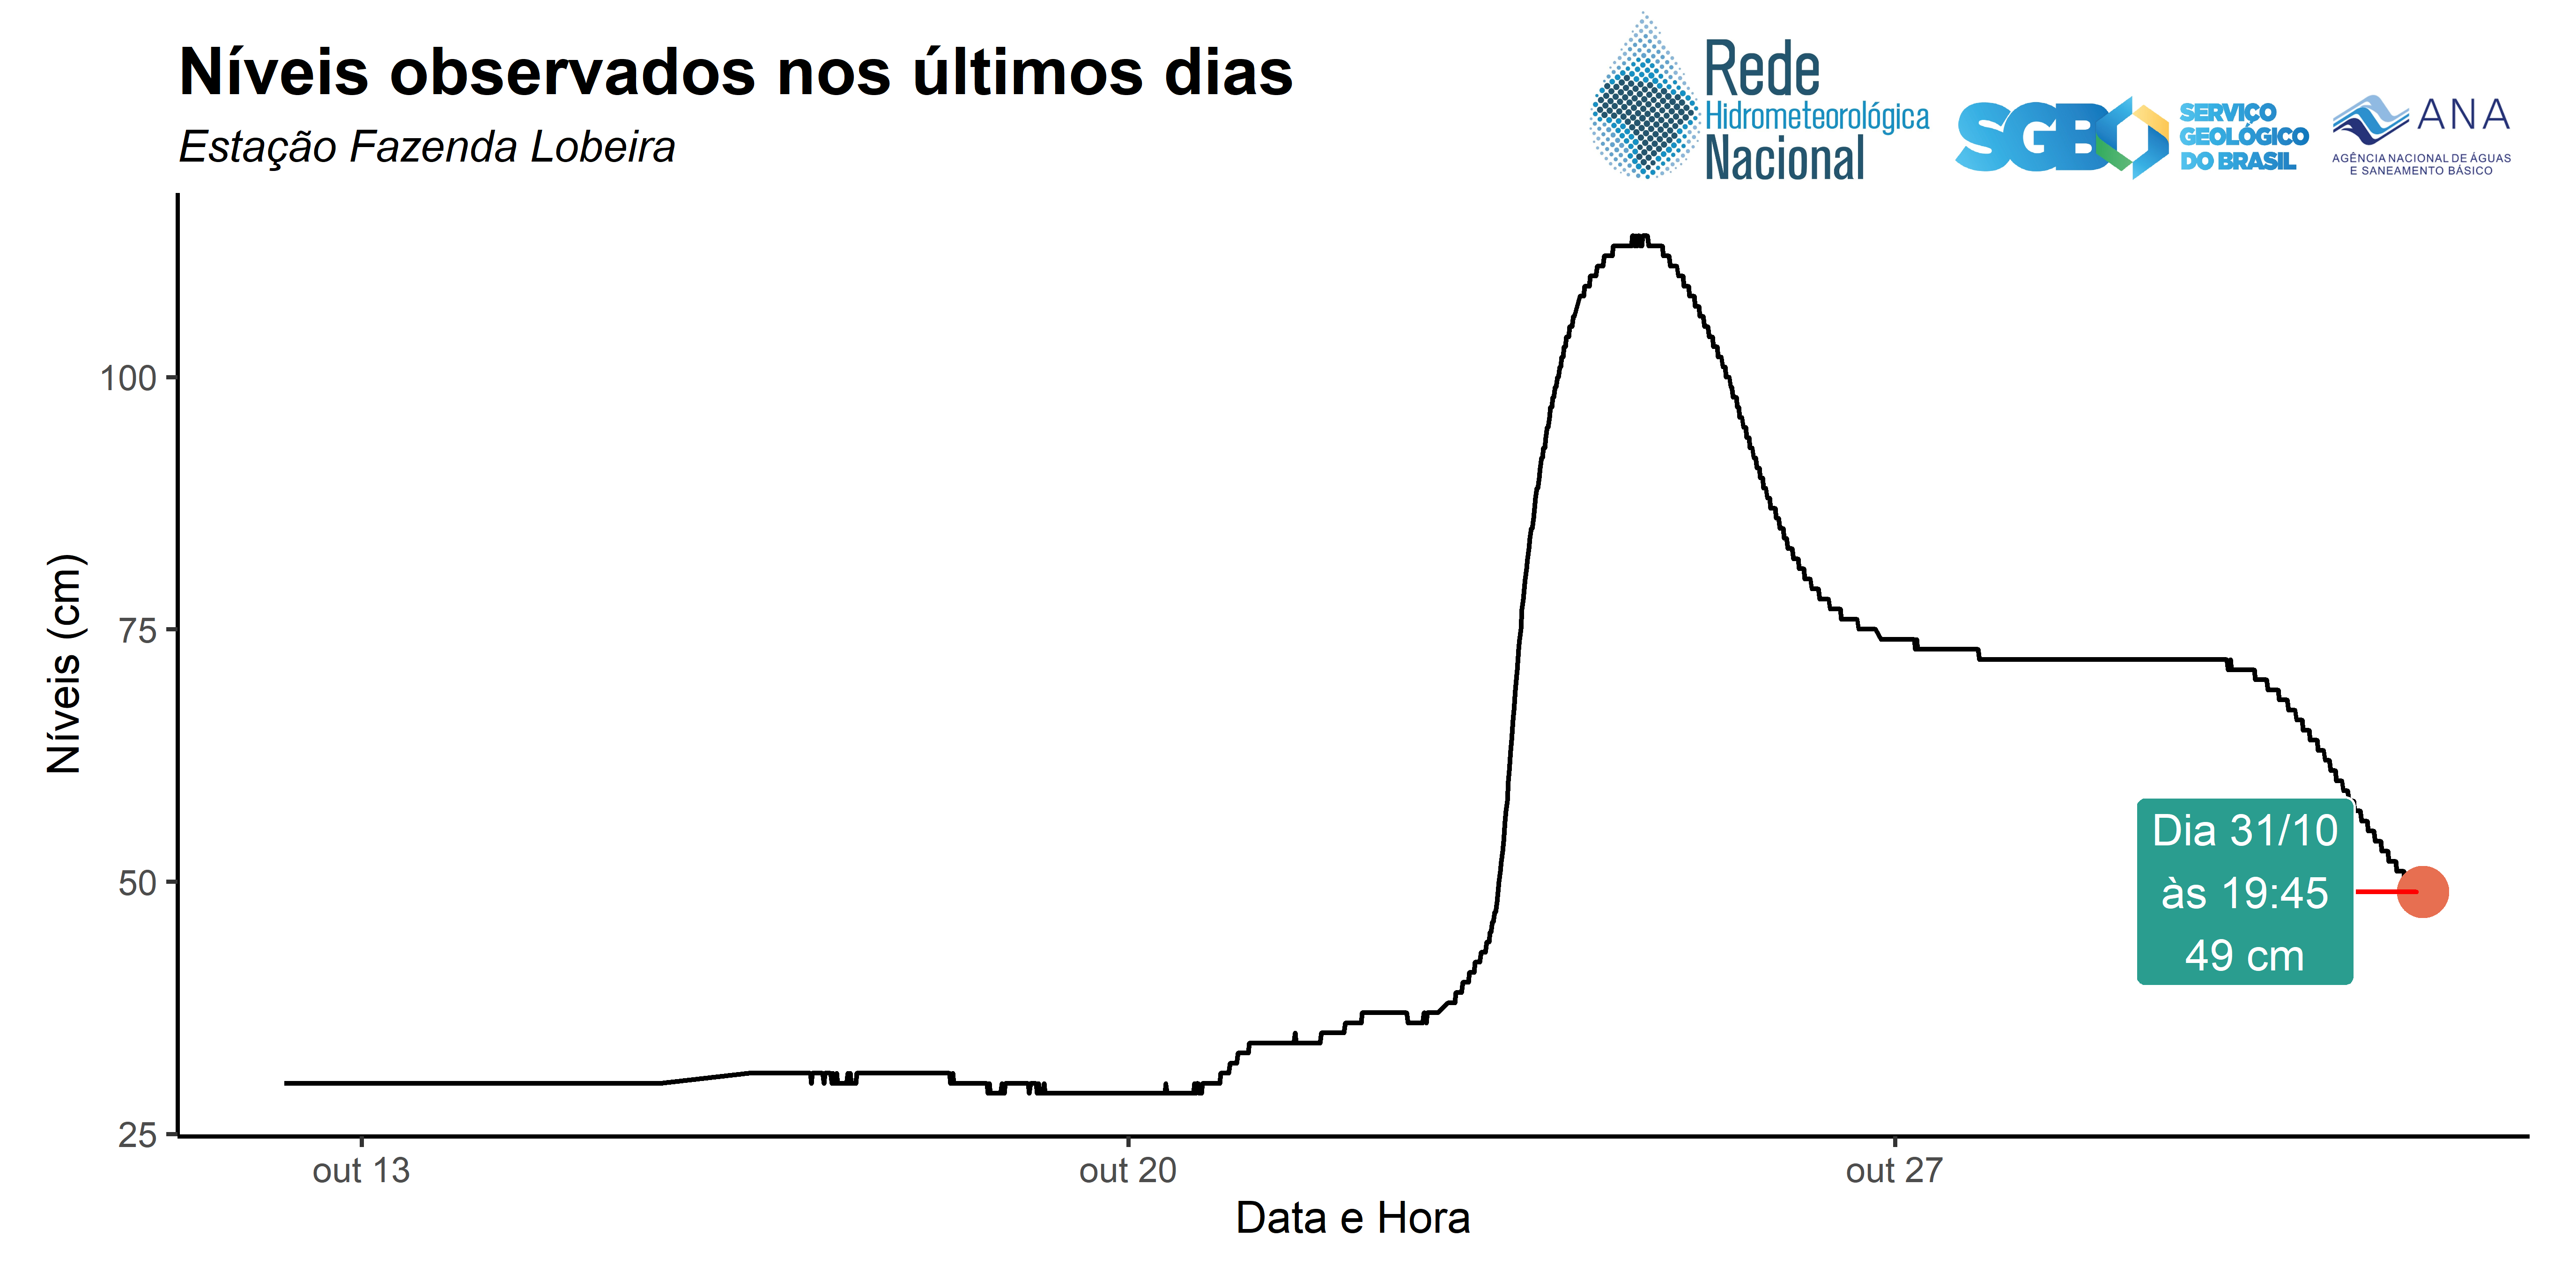 Níveis observados nos últimos dias
Estação Fazenda Lobeira
Rede
Hidrometeorológica
Nacional
SGB
SERVIÇO
GEOLÓGICO
DO BRASIL
ANA
AGÊNCIA NACIONAL DE ÁGUAS
E SANEAMENTO BÁSICO
Níveis (cm)
100
75
50
25
Dia 31/10
às 19:45
49 cm
out 13
out 20
out 27
Data e Hora